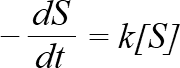 -dS/dt = k[S]